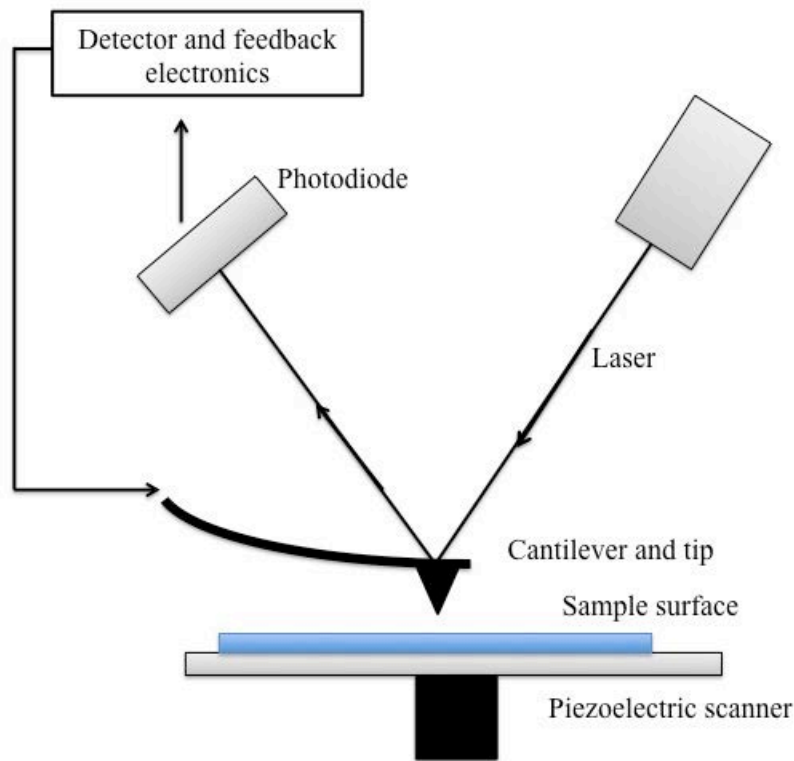 Detector and feedback
electronics
Photodiode
Laser
Cantilever and tip
Sample surface
Piezoelectric scanner